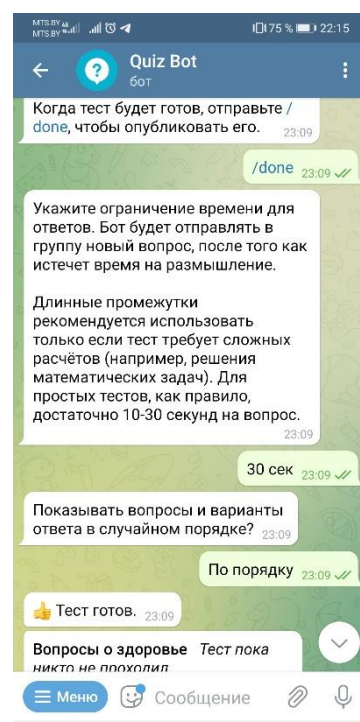 MTS.BY 4G
MTS.BY 75 % 22:15
Quiz Bot
бот
Когда тест будет готов, отправьте /
done, чтобы опубликовать его. 23:09
/done 23:09
Укажите ограничение времени для
ответов. Бот будет отправлять в
группу новый вопрос, после того как
истечет время на размышление.
Длинные промежутки
рекомендуется использовать
только если тест требует сложных
расчётов (например, решения
математических задач). Для
простых тестов, как правило,
достаточно 10-30 секунд на вопрос.
23:09
30 сек 23:09
Показывать вопросы и варианты
ответа в случайном порядке? 23:09
По порядку 23:09
👍 Тест готов. 23:09
Вопросы о здоровье Тест пока
никто не проходил
Меню Сообщение